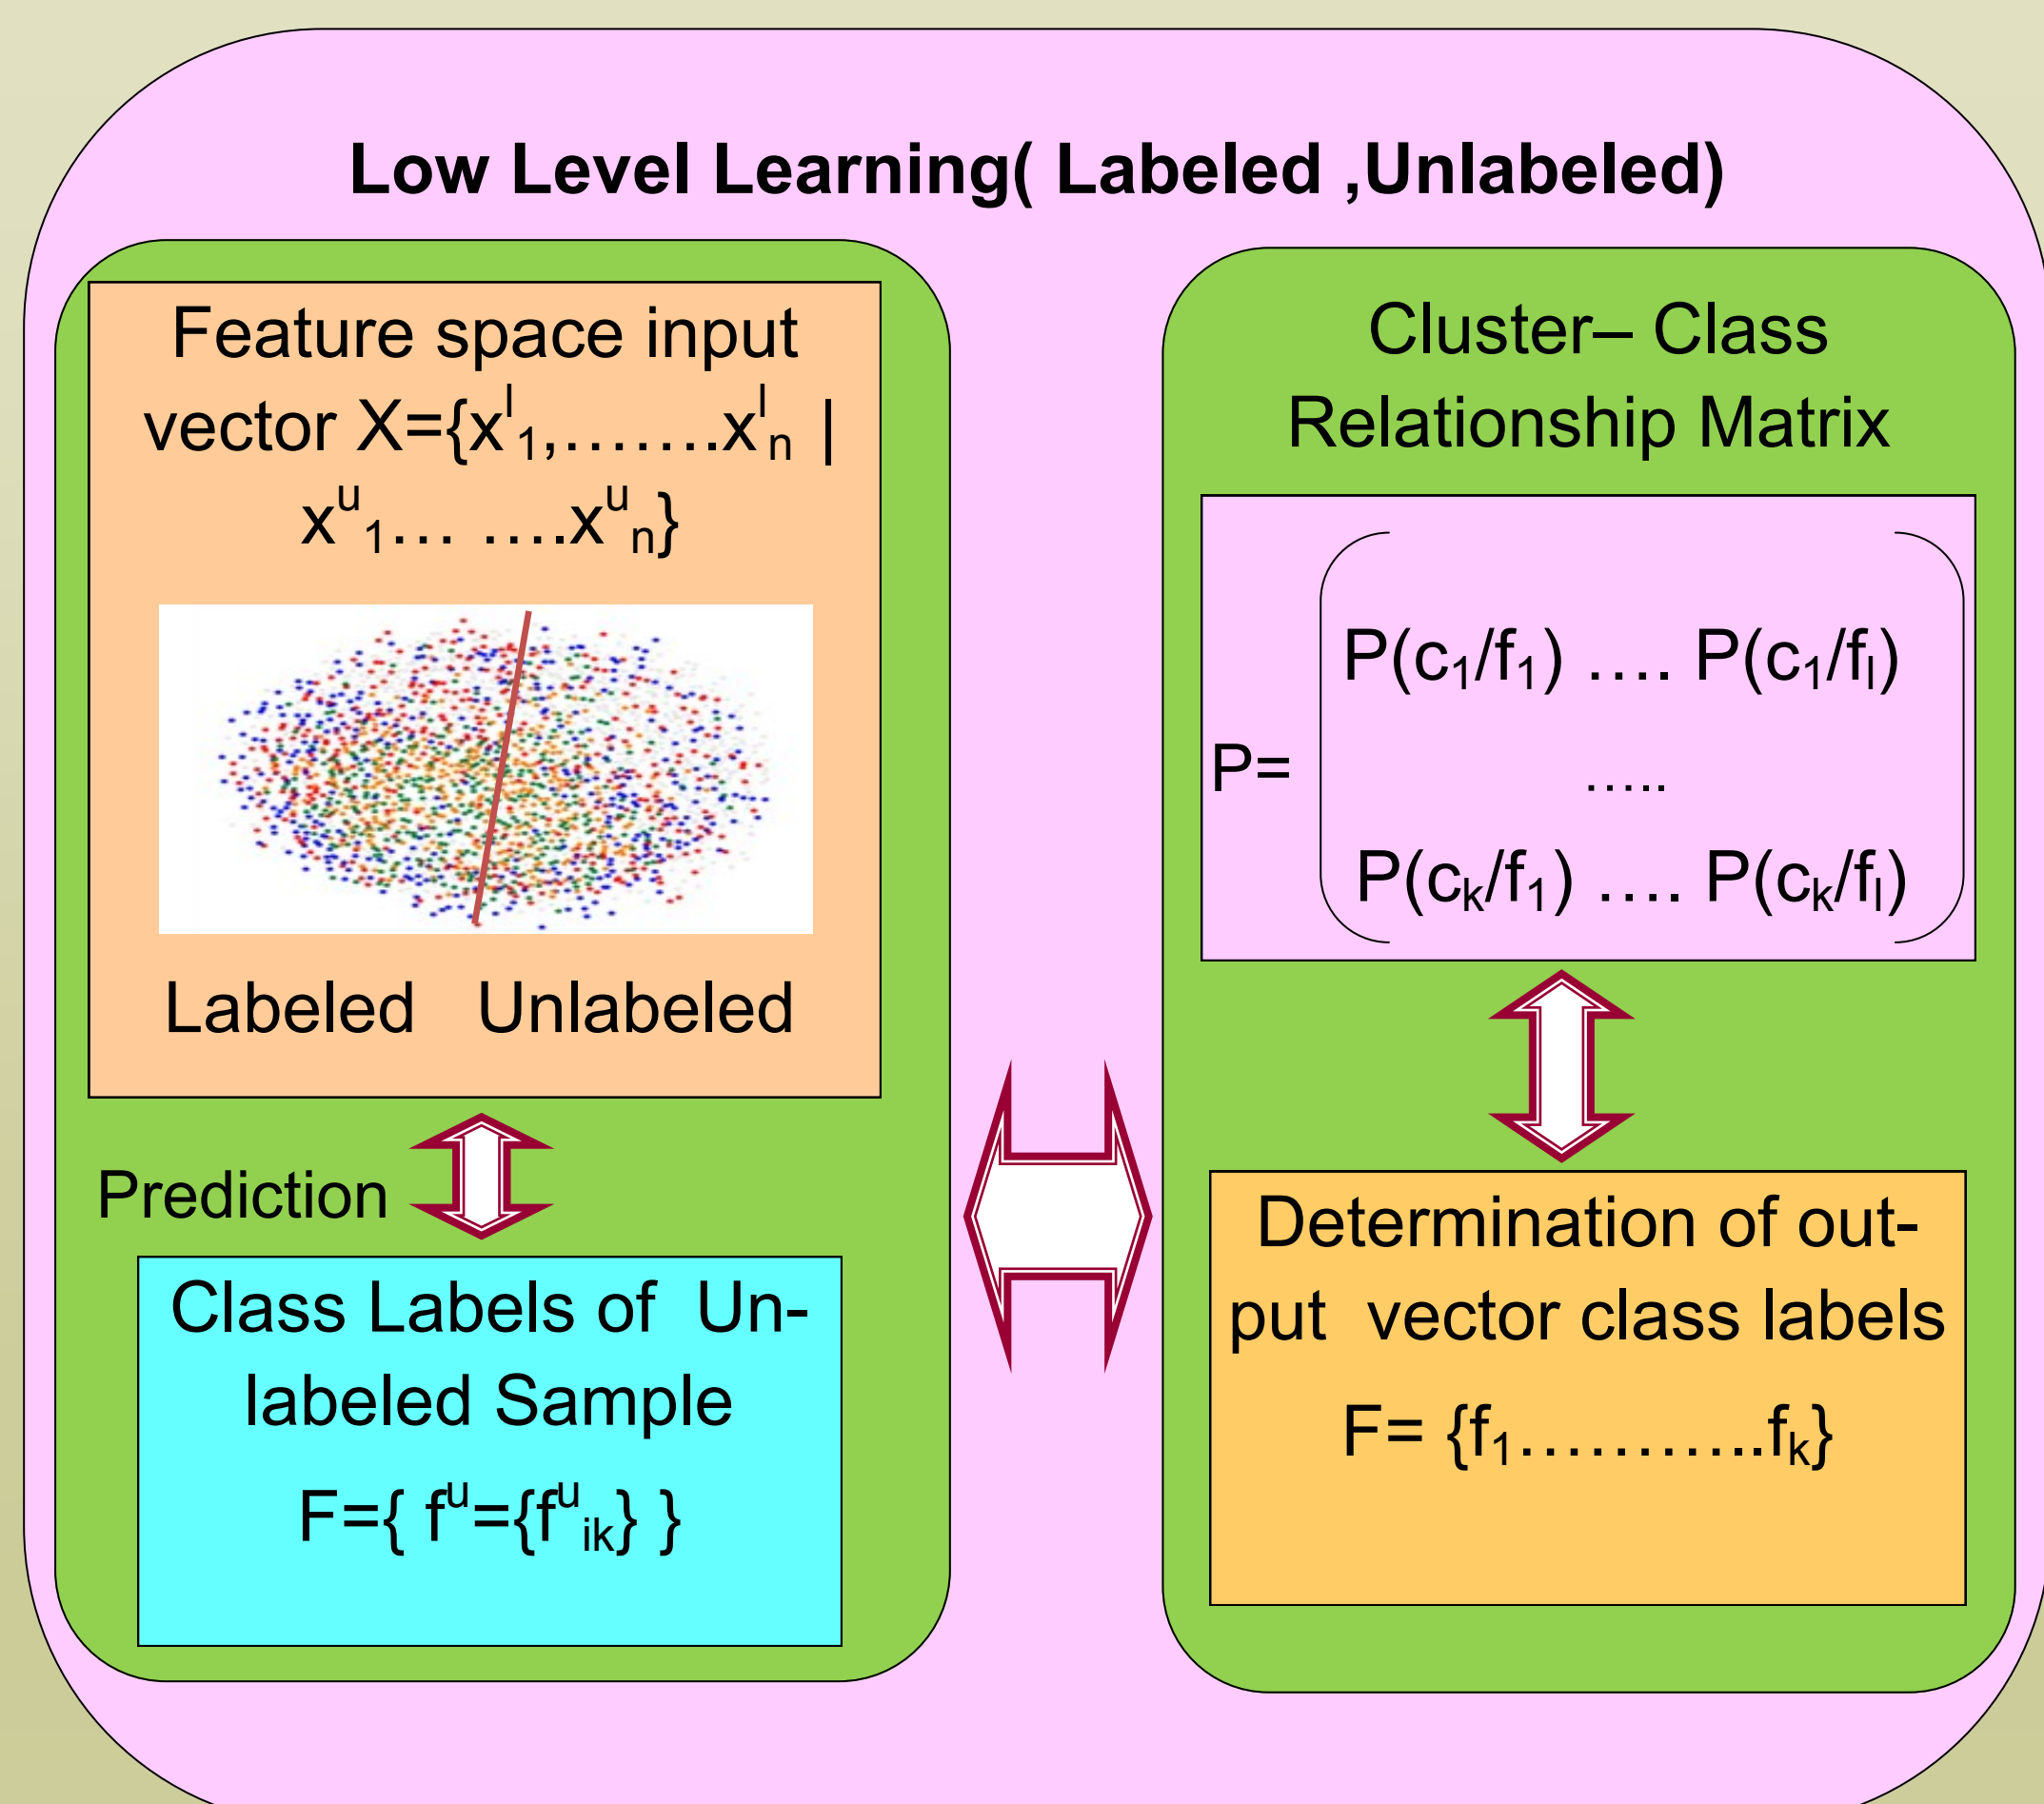 Low Level Learning( Labeled ,Unlabeled)
Feature space input
vector X={xˡ₁,…….xˡₙ |
xᵘ₁… ….xᵘₙ}
Labeled Unlabeled
Prediction
Class Labels of Un-
labeled Sample
F={ fᵘ={fᵘᵢₖ} }
Cluster– Class
Relationship Matrix
P(c₁/f₁) …. P(c₁/fₗ)
P= …..
P(cₖ/f₁) …. P(cₖ/fₗ)
Determination of out-
put vector class labels
F= {f₁………..fₖ}